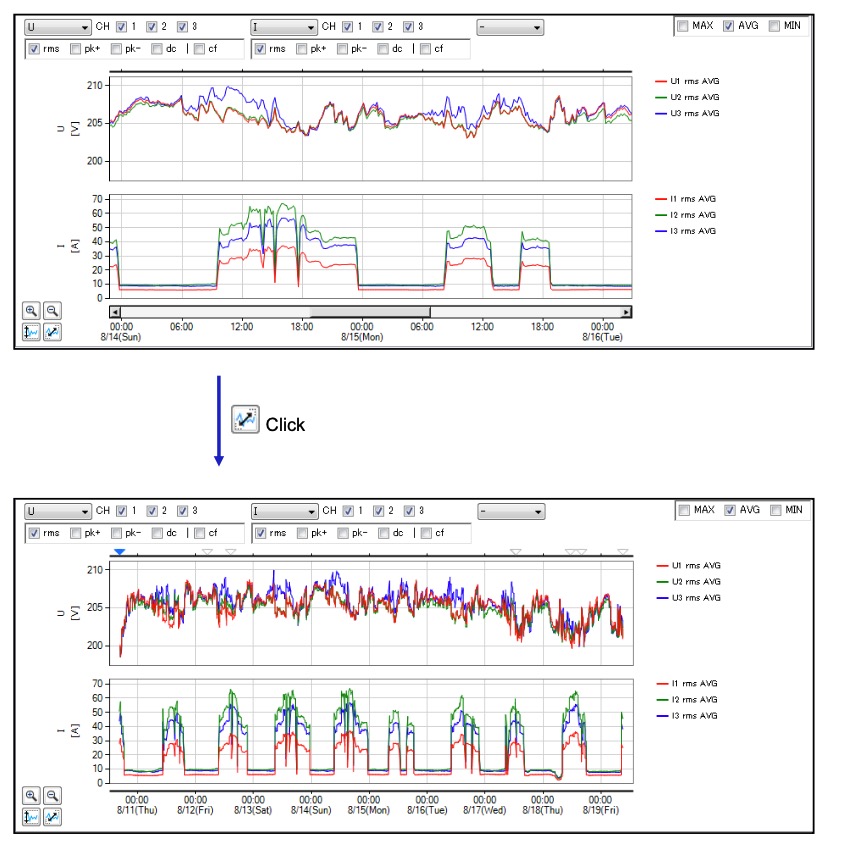 U CH 1 2 3 I CH 1 2 3 - MAX AVG MIN
rms pk+ pk- dc | cf rms pk+ pk- dc | cf
210
205
200
U [V]
U1 rms AVG
U2 rms AVG
U3 rms AVG
70
60
50
40
30
20
10
0
I [A]
I1 rms AVG
I2 rms AVG
I3 rms AVG
00:00 06:00 12:00 18:00 00:00 06:00 12:00 18:00 00:00
8/14(Sun) 8/15(Mon) 8/16(Tue)
Click
U CH 1 2 3 I CH 1 2 3 - MAX AVG MIN
rms pk+ pk- dc | cf rms pk+ pk- dc | cf
210
205
200
U [V]
U1 rms AVG
U2 rms AVG
U3 rms AVG
70
60
50
40
30
20
10
0
I [A]
I1 rms AVG
I2 rms AVG
I3 rms AVG
00:00 00:00 00:00 00:00 00:00 00:00 00:00 00:00 00:00
8/11(Thu) 8/12(Fri) 8/13(Sat) 8/14(Sun) 8/15(Mon) 8/16(Tue) 8/17(Wed) 8/18(Thu) 8/19(Fri)